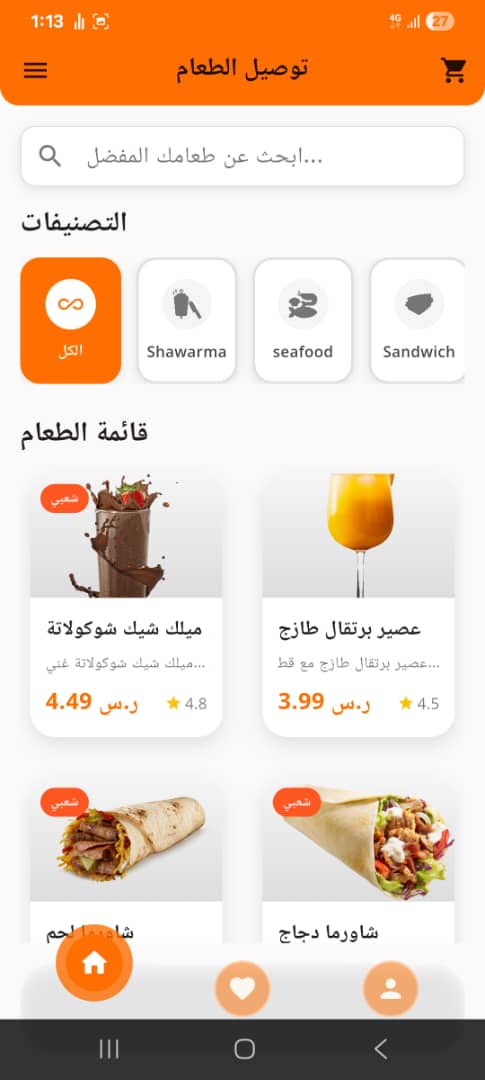 1:13
4G
27
توصيل الطعام
ابحث عن طعامك المفضل...
التصنيفات
الكل
Shawarma
seafood
Sandwich
قائمة الطعام
شعبي
ميلك شيك شوكولاتة
ميلك شيك شوكولاتة غني...
4.49 ر.س
4.8
عصير برتقال طازج
عصير برتقال طازج مع قط...
3.99 ر.س
4.5
شعبي
شاورما لحم
شعبي
شاورما دجاج